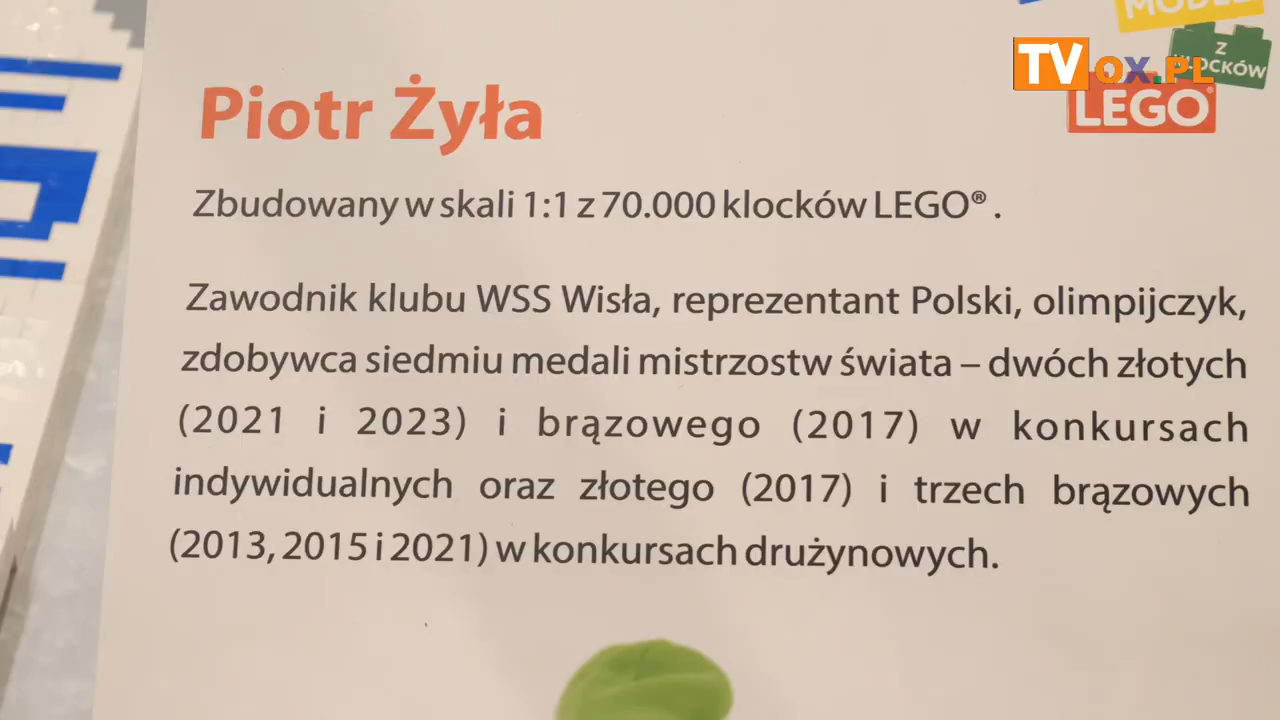 MODEL
Z
KLOCKÓW
TVOX.PL
LEGO®
Piotr Żyła
Zbudowany w skali 1:1 z 70.000 klocków LEGO® .
Zawodnik klubu WSS Wisła, reprezentant Polski, olimpijczyk,
zdobywca siedmiu medali mistrzostw świata – dwóch złotych
(2021 i 2023) i brązowego (2017) w konkursach
indywidualnych oraz złotego (2017) i trzech brązowych
(2013, 2015 i 2021) w konkursach drużynowych.